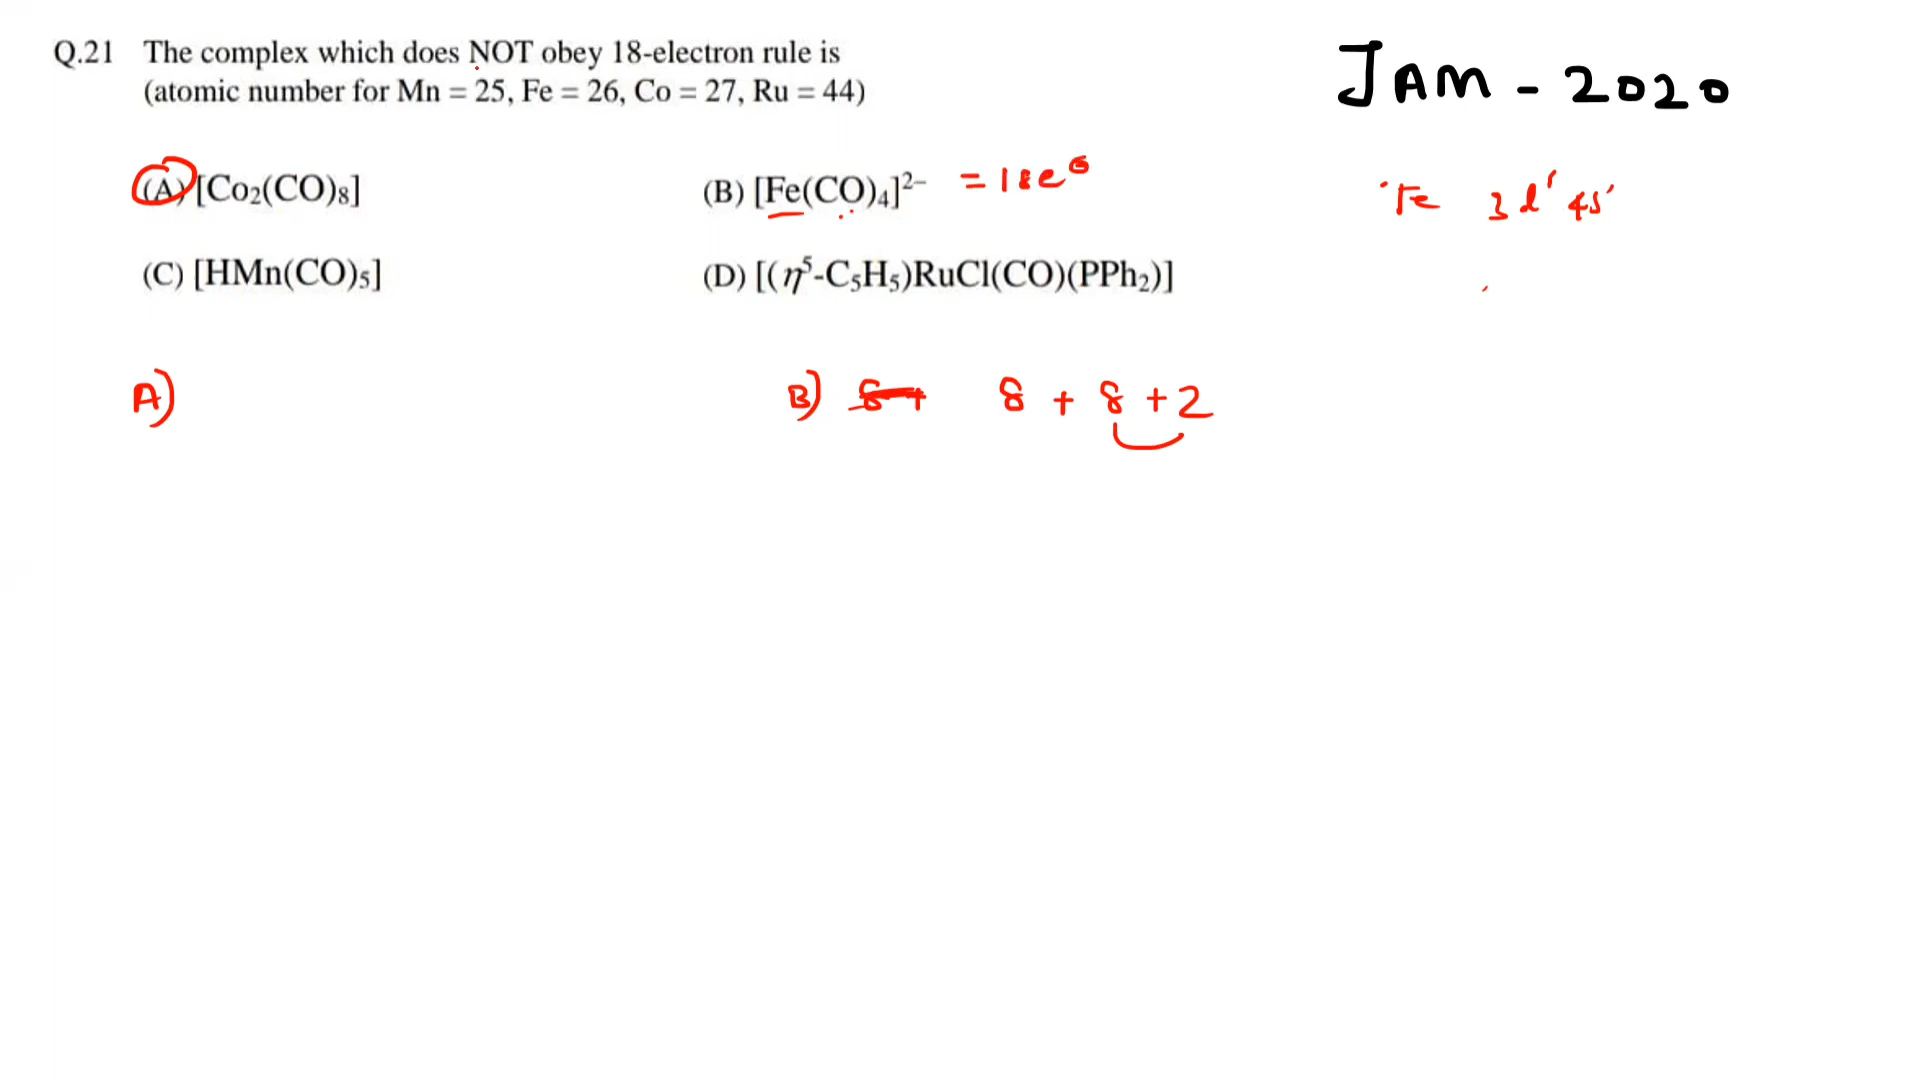 Q.21 The complex which does NOT obey 18-electron rule is
(atomic number for Mn = 25, Fe = 26, Co = 27, Ru = 44)
JAM - 2020
(A) [Co₂(CO)₈]
(B) [Fe(CO)₄]²⁻ = 18e⁻
Fe 3d' 4s'
(C) [HMn(CO)₅]
(D) [(η⁵-C₅H₅)RuCl(CO)(PPh₂)]
A)
B) 8 + 8 + 2